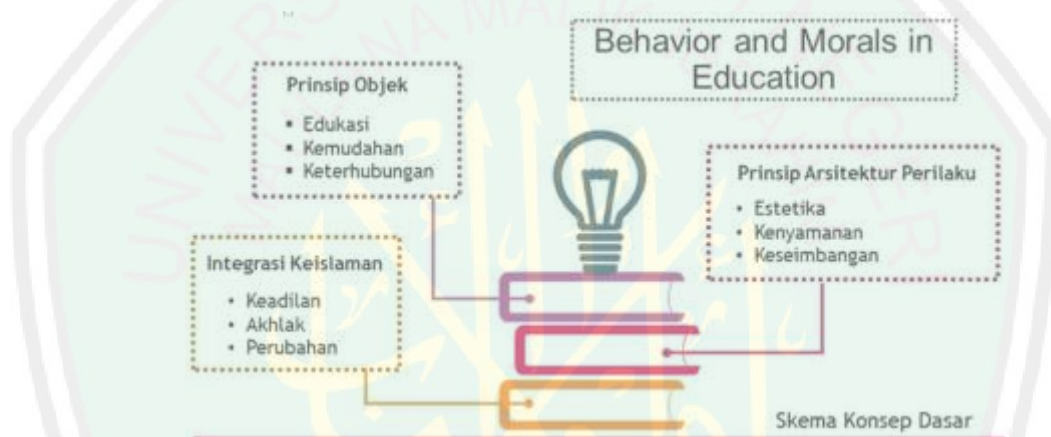 Behavior and Morals in
Education
Prinsip Objek
▪ Edukasi
▪ Kemudahan
▪ Keterhubungan
Prinsip Arsitektur Perilaku
• Estetika
• Kenyamanan
• Keseimbangan
Integrasi Keislaman
• Keadilan
• Akhlak
• Perubahan
Skema Konsep Dasar